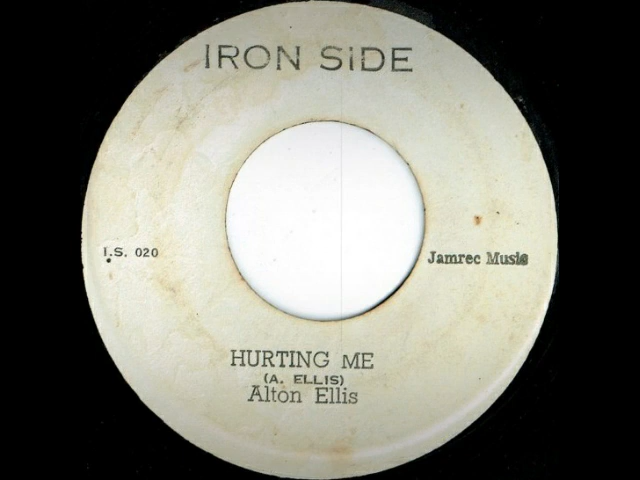 IRON SiDE
I.S. 020
Jamrec Music
HURTING ME
(A. ELLIS)
Alton Ellis